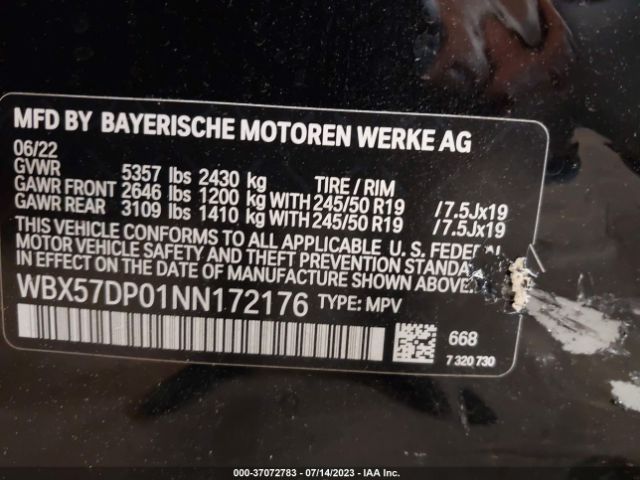 MFD BY BAYERISCHE MOTOREN WERKE AG
06/22
GVWR 5357 lbs 2430 kg TIRE / RIM
GAWR FRONT 2646 lbs 1200 kg WITH 245/50 R19 /7.5Jx19
GAWR REAR 3109 lbs 1410 kg WITH 245/50 R19 /7.5Jx19
THIS VEHICLE CONFORMS TO ALL APPLICABLE U. S. FEDERAL
MOTOR VEHICLE SAFETY AND THEFT PREVENTION STANDA
IN EFFECT ON THE DATE OF MANUFACTURE SHOWN ABOVE.
WBX57DP01NN172176 TYPE: MPV
668
7 320 730
000-37072783 - 07/14/2023 - IAA Inc.